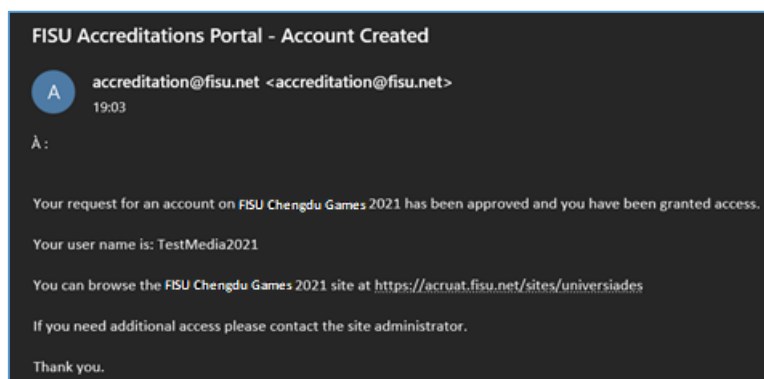 FISU Accreditations Portal - Account Created
A
accreditation@fisu.net <accreditation@fisu.net>
19:03
À :
Your request for an account on FISU Chengdu Games 2021 has been approved and you have been granted access.
Your user name is: TestMedia2021
You can browse the FISU Chengdu Games 2021 site at https://acruat.fisu.net/sites/universiades
If you need additional access please contact the site administrator.
Thank you.